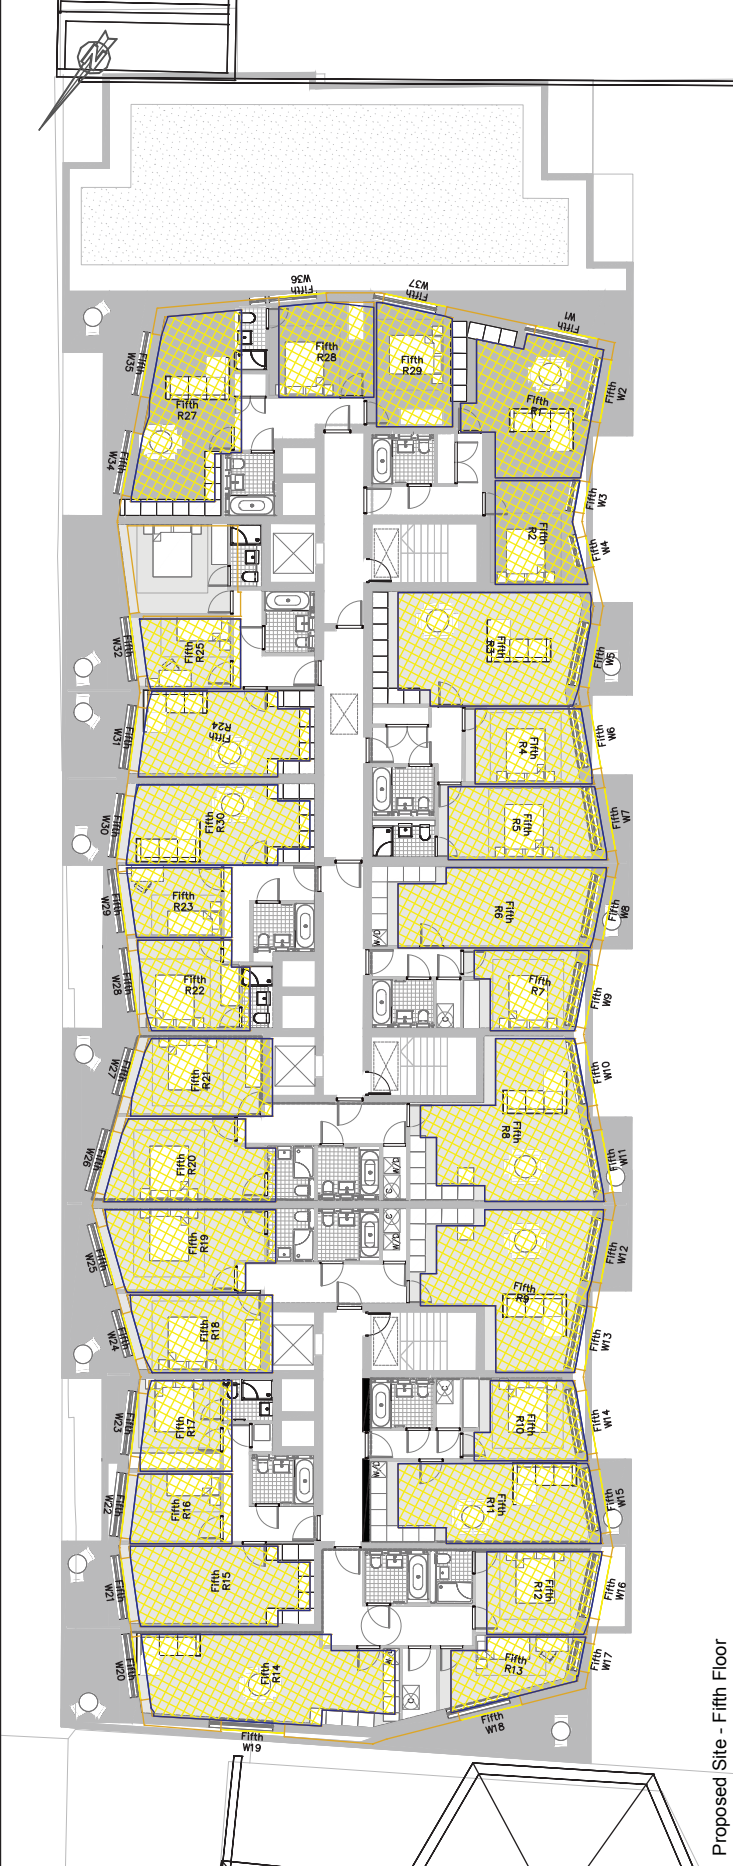 N
Fifth
W36
Fifth
W37
Fifth
W1
Fifth
W35
Fifth
R28
Fifth
R29
Fifth
R27
Fifth
R1
Fifth
W2
Fifth
W34
Fifth
W3
Fifth
R2
Fifth
W4
Fifth
W32
Fifth
R25
Fifth
R3
Fifth
W5
Fifth
W31
Fifth
R24
Fifth
R4
Fifth
W6
Fifth
W30
Fifth
R30
Fifth
R5
Fifth
W7
Fifth
W29
Fifth
R23
Fifth
R6
Fifth
W8
W/D
Fifth
W28
Fifth
R22
Fifth
R7
Fifth
W9
C
Fifth
W27
Fifth
R21
Fifth
W10
Fifth
R8
Fifth
W26
Fifth
R20
W/D
C
Fifth
W11
Fifth
W25
Fifth
R19
C
W/D
Fifth
R9
Fifth
W12
Fifth
W24
Fifth
R18
Fifth
W13
Fifth
W23
Fifth
R17
C
Fifth
R10
Fifth
W14
Fifth
W22
Fifth
R16
W/D
Fifth
R11
Fifth
W15
Fifth
W21
Fifth
R15
Fifth
R12
Fifth
W16
Fifth
W20
Fifth
R14
Fifth
R13
Fifth
W17
Fifth
W18
Fifth
W19
Proposed Site - Fifth Floor